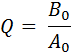 Q = B₀ / A₀